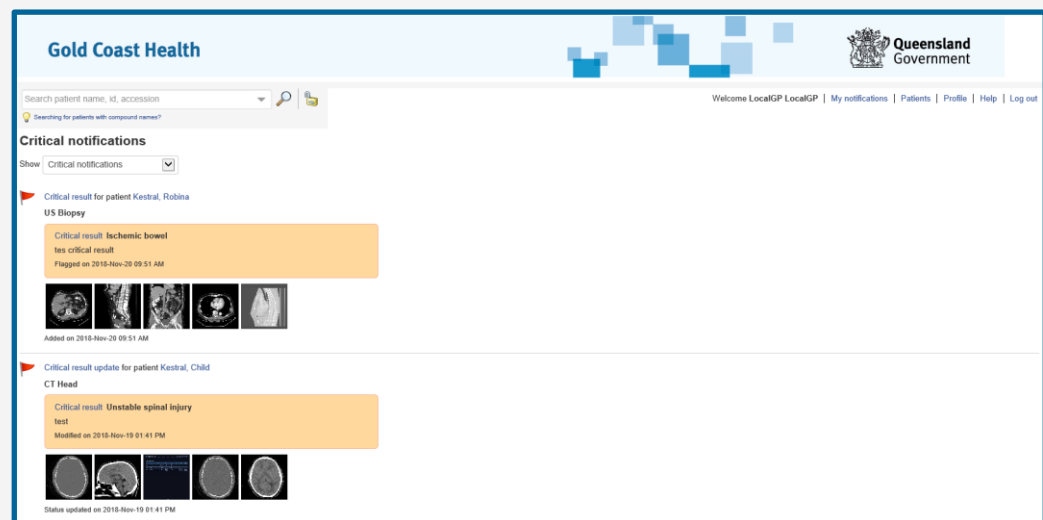 Gold Coast Health
Queensland
Government
Search patient name, id, accession
Welcome LocalGP LocalGP | My notifications | Patients | Profile | Help | Log out
Searching for patients with compound names?
Critical notifications
Show Critical notifications
Critical result for patient Kestral, Robina
US Biopsy
Critical result Ischemic bowel
tes critical result
Flagged on 2018-Nov-20 09:51 AM
Added on 2018-Nov-20 09:51 AM
Critical result update for patient Kestral, Child
CT Head
Critical result Unstable spinal injury
test
Modified on 2018-Nov-19 01:41 PM
Status updated on 2018-Nov-19 01:41 PM